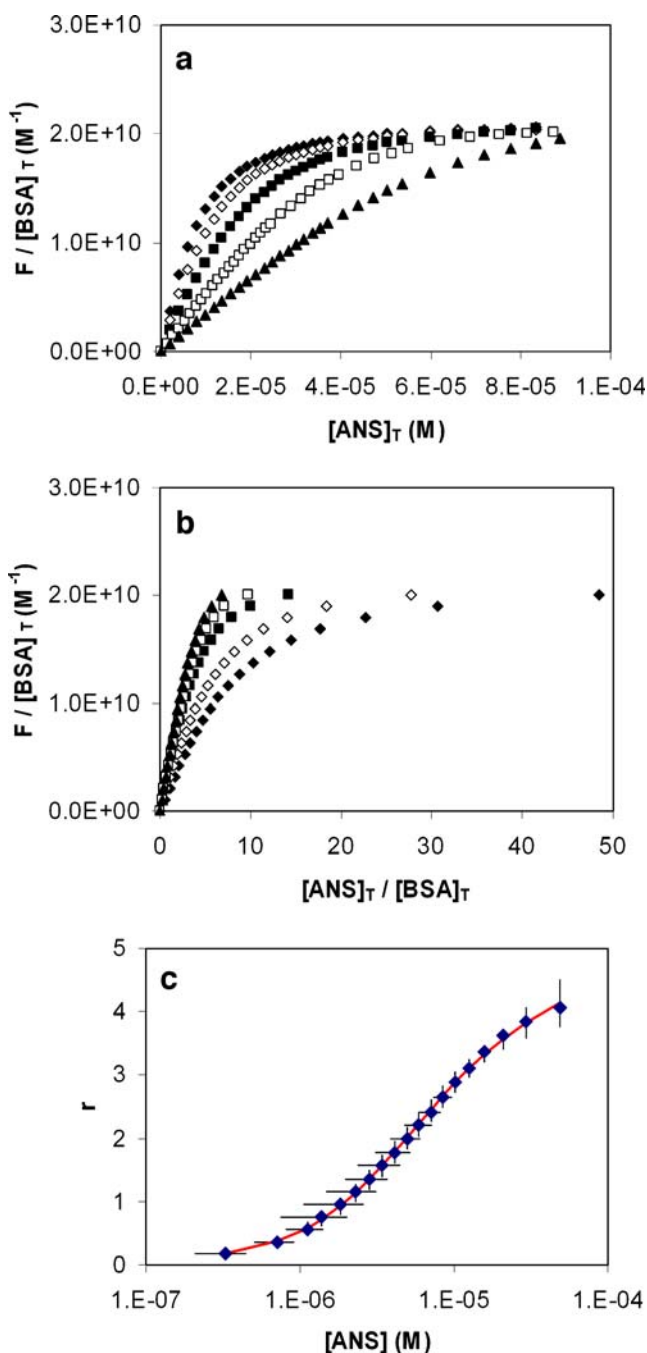 a
3.0E+10
2.0E+10
1.0E+10
0.0E+00
F / [BSA]T (M-1)
0.E+00 2.E-05 4.E-05 6.E-05 8.E-05 1.E-04
[ANS]T (M)
b
3.0E+10
2.0E+10
1.0E+10
0.0E+00
F / [BSA]T (M-1)
0 10 20 30 40 50
[ANS]T / [BSA]T
c
5
4
3
2
1
0
r
1.E-07 1.E-06 1.E-05 1.E-04
[ANS] (M)